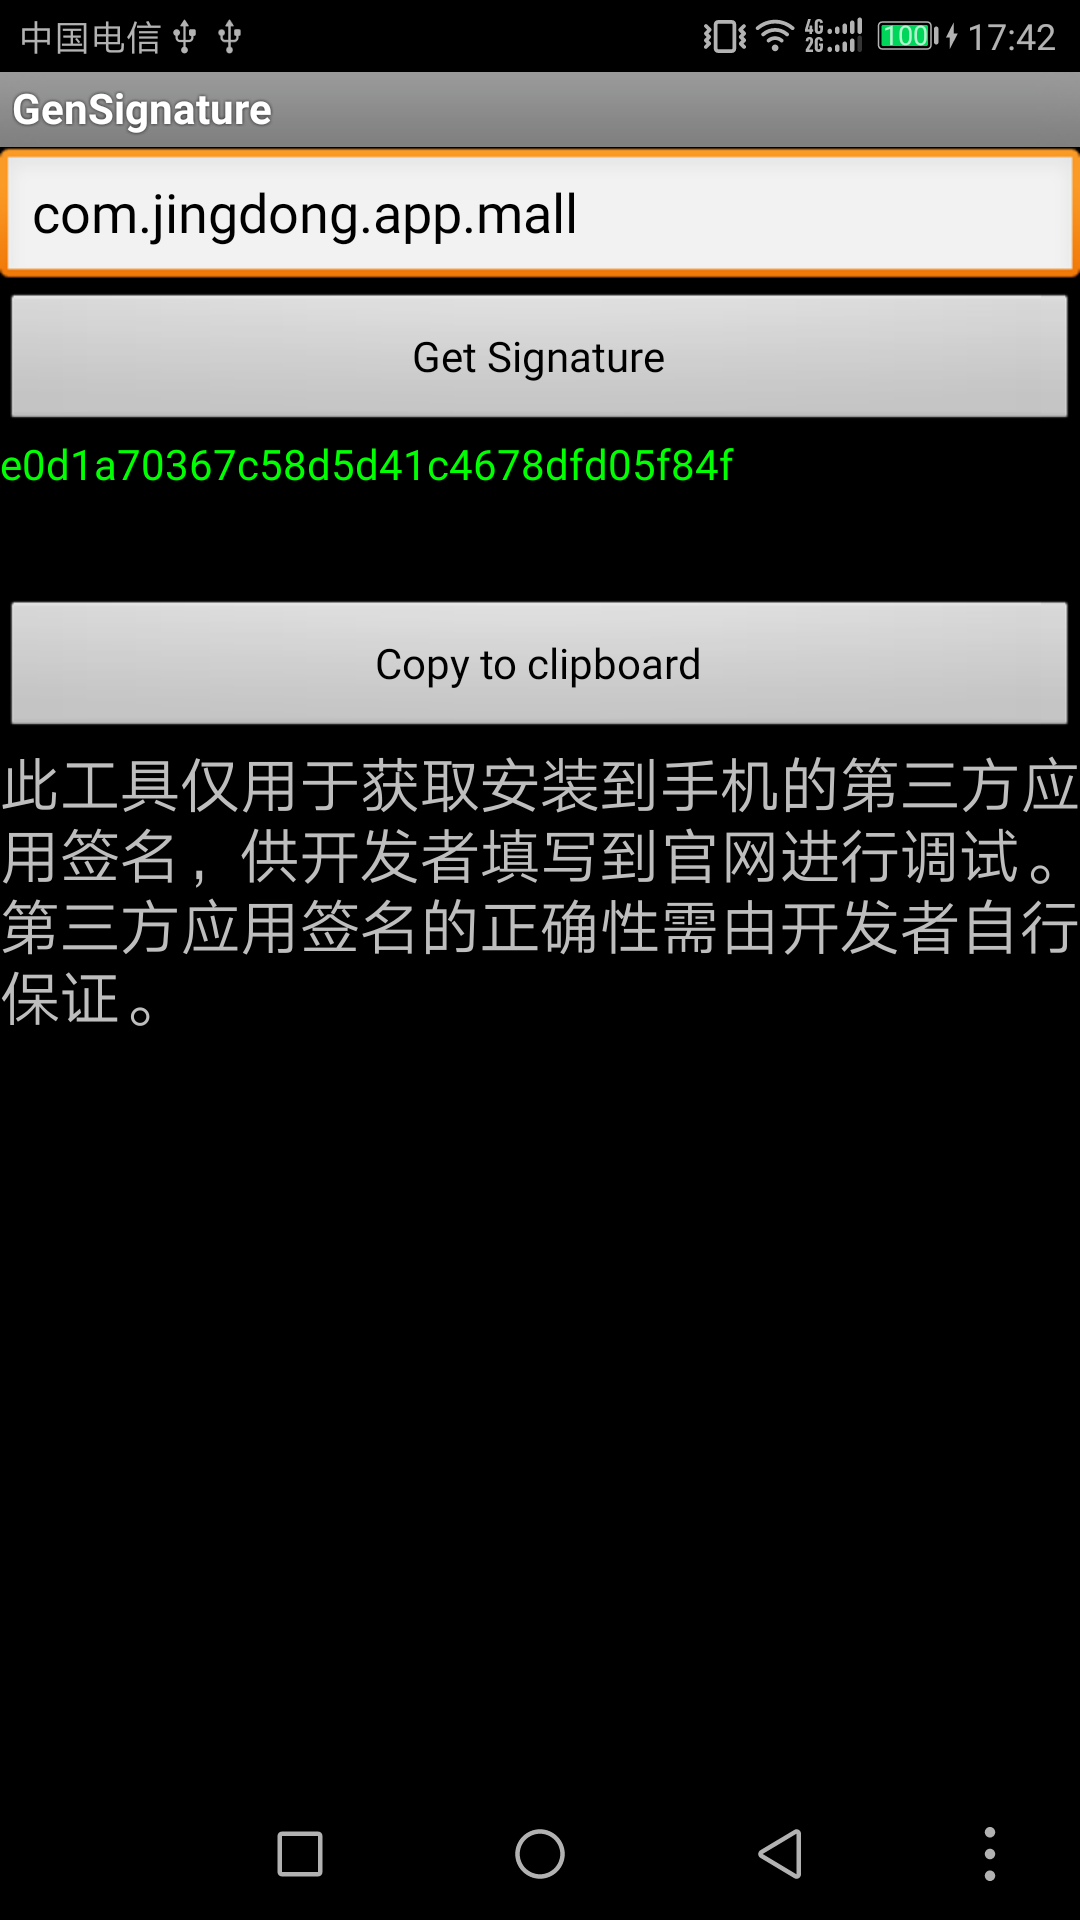 中国电信 4G 2G 100 17:42
GenSignature
com.jingdong.app.mall
Get Signature
e0d1a70367c58d5d41c4678dfd05f84f
Copy to clipboard
此工具仅用于获取安装到手机的第三方应
用签名，供开发者填写到官网进行调试。
第三方应用签名的正确性需由开发者自行
保证。